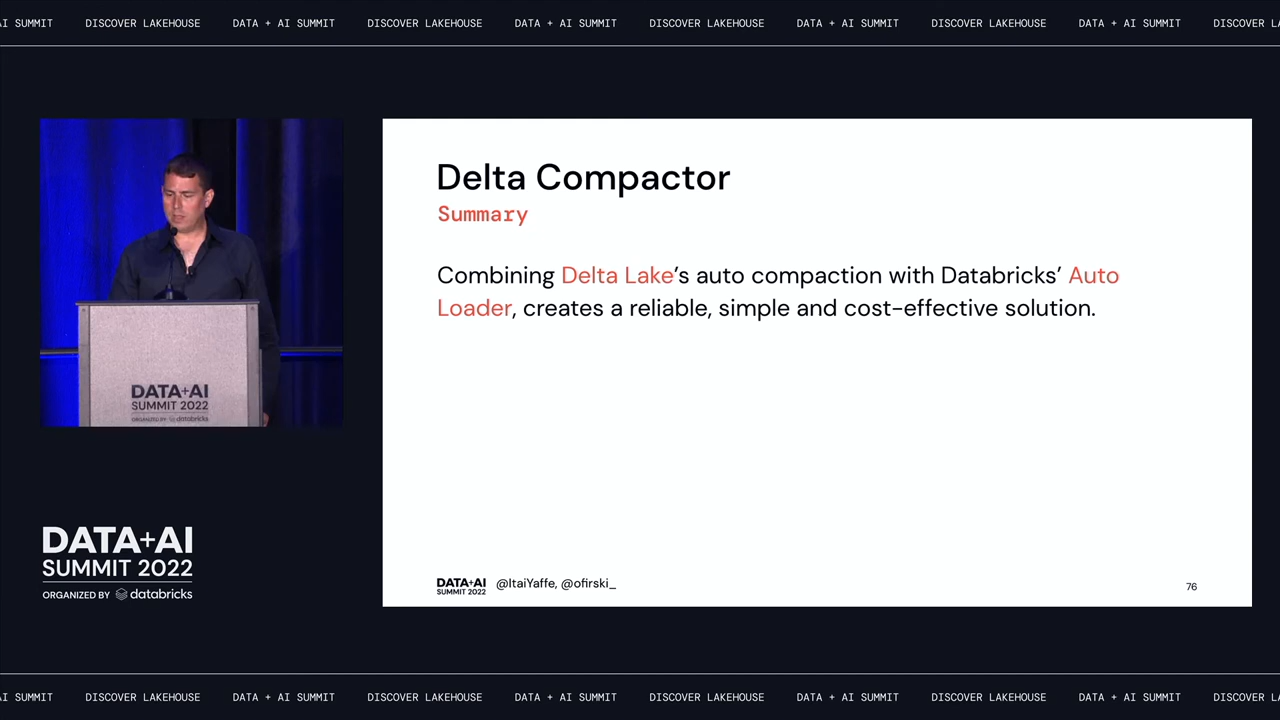 AI SUMMIT DISCOVER LAKEHOUSE DATA + AI SUMMIT DISCOVER LAKEHOUSE DATA + AI SUMMIT DISCOVER LAKEHOUSE DATA + AI SUMMIT DISCOVER LAKEHOUSE DATA + AI SUMMIT DISCOVER LA
Delta Compactor
Summary
Combining Delta Lake’s auto compaction with Databricks’ Auto
Loader, creates a reliable, simple and cost-effective solution.
DATA+AI
SUMMIT 2022
ORGANIZED BY databricks
DATA+AI
SUMMIT 2022
ORGANIZED BY databricks
DATA+AI
SUMMIT 2022
@ItaiYaffe, @ofirski_
76
AI SUMMIT DISCOVER LAKEHOUSE DATA + AI SUMMIT DISCOVER LAKEHOUSE DATA + AI SUMMIT DISCOVER LAKEHOUSE DATA + AI SUMMIT DISCOVER LAKEHOUSE DATA + AI SUMMIT DISCOVER LA